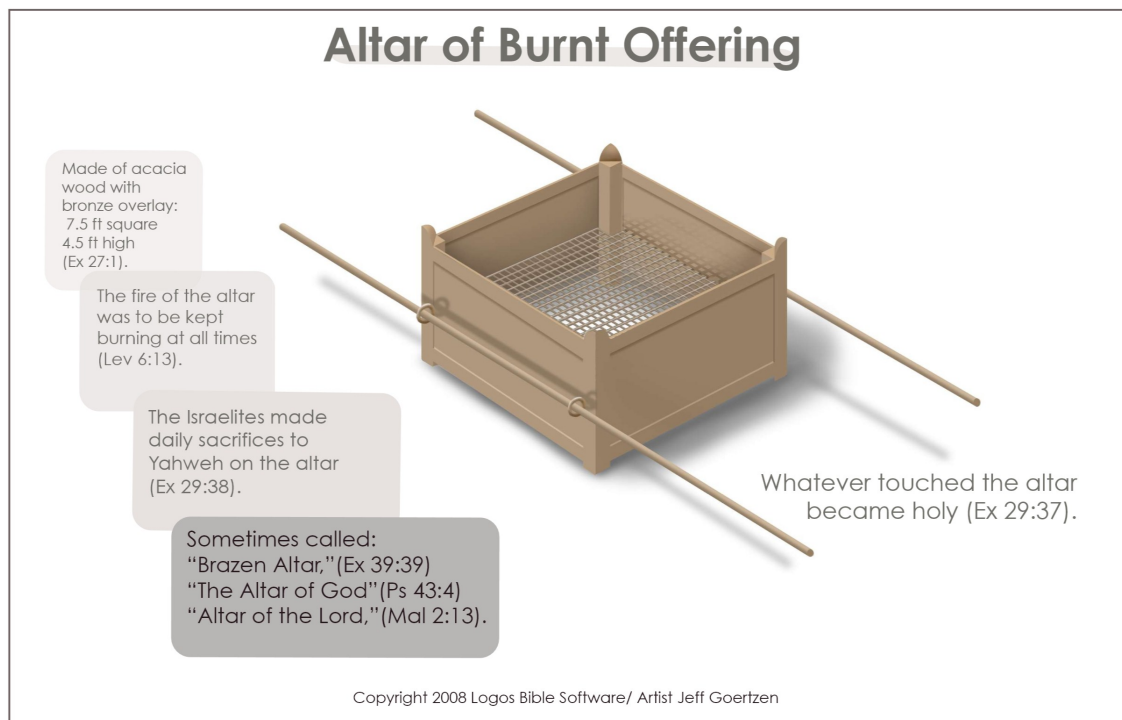 Altar of Burnt Offering
Made of acacia
wood with
bronze overlay:
7.5 ft square
4.5 ft high
(Ex 27:1).
The fire of the altar
was to be kept
burning at all times
(Lev 6:13).
The Israelites made
daily sacrifices to
Yahweh on the altar
(Ex 29:38).
Sometimes called:
“Brazen Altar,”(Ex 39:39)
“The Altar of God”(Ps 43:4)
“Altar of the Lord,”(Mal 2:13).
Whatever touched the altar
became holy (Ex 29:37).
Copyright 2008 Logos Bible Software/ Artist Jeff Goertzen